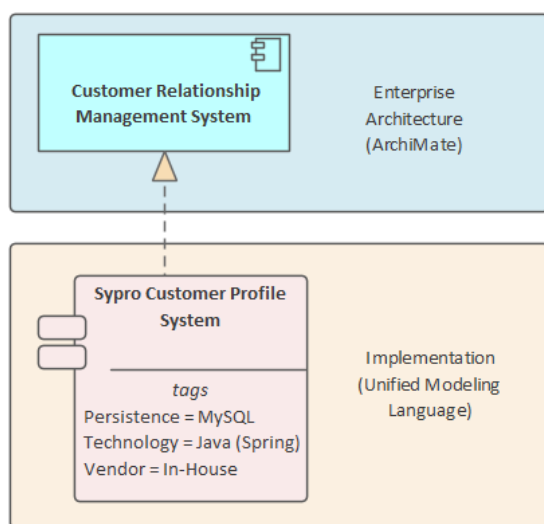 Customer Relationship
Management System
Enterprise
Architecture
(ArchiMate)
Sypro Customer Profile
System
tags
Persistence = MySQL
Technology = Java (Spring)
Vendor = In-House
Implementation
(Unified Modeling
Language)